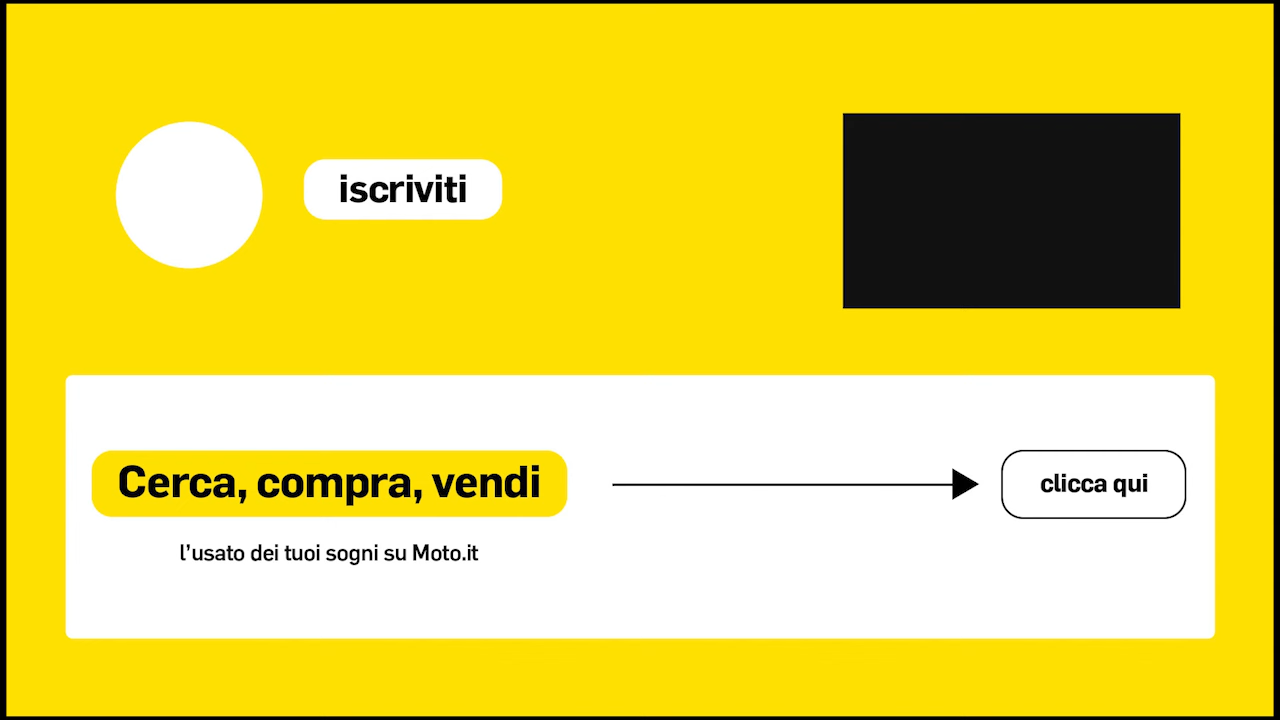 iscriviti
Cerca, compra, vendi
clicca qui
l’usato dei tuoi sogni su Moto.it